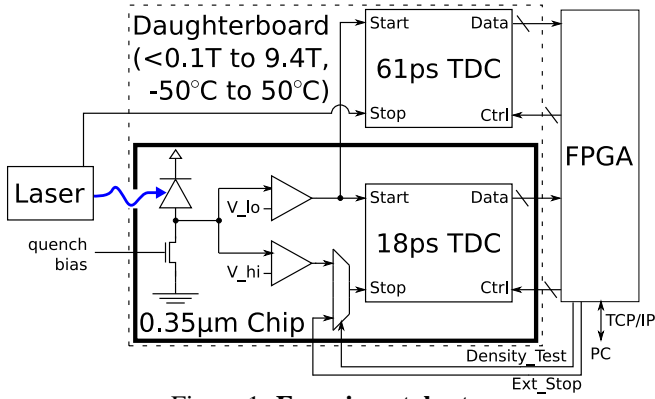 Daughterboard
(<0.1T to 9.4T,
-50°C to 50°C)
Start
Data
61ps TDC
Stop
Ctrl
FPGA
Laser
V_lo
Start
Data
18ps TDC
quench
bias
V_hi
Stop
Ctrl
0.35μm Chip
TCP/IP
PC
Density_Test
Ext_Stop